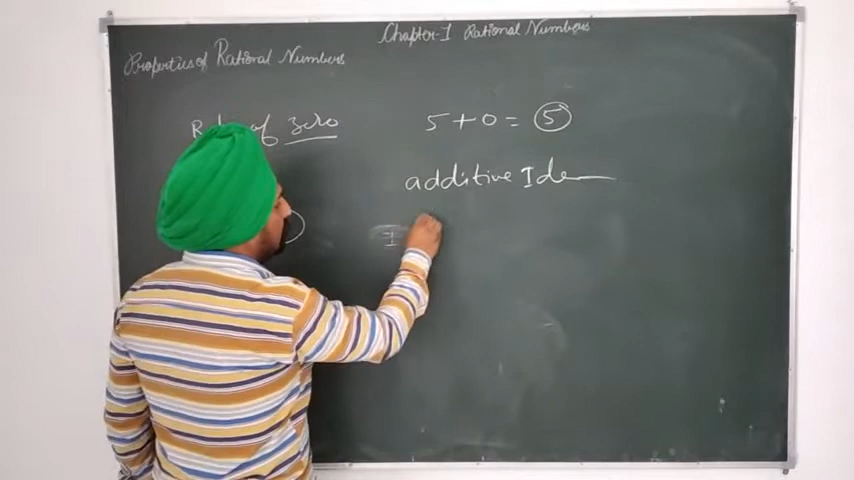 Chapter-1 Rational Numbers
Properties of Rational Numbers
of zero
5+0= 5
additive Ide
I